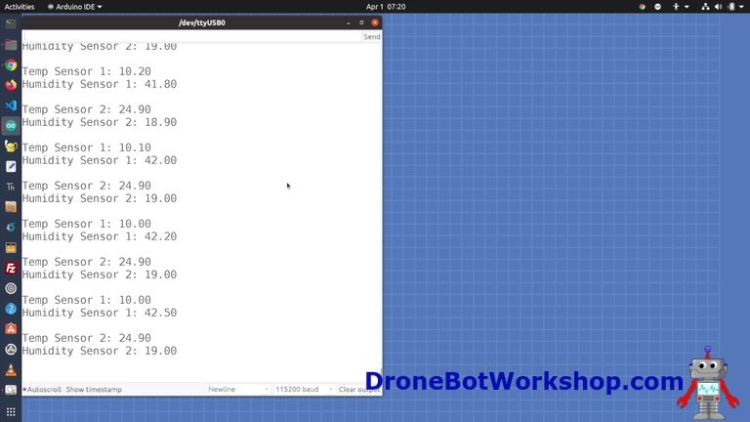 Activities
Arduino IDE
Apr 1 07:20
/dev/ttyUSB0
Send
Humidity Sensor 2: 19.00
Temp Sensor 1: 10.20
Humidity Sensor 1: 41.80
Temp Sensor 2: 24.90
Humidity Sensor 2: 18.90
Temp Sensor 1: 10.10
Humidity Sensor 1: 42.00
Temp Sensor 2: 24.90
Humidity Sensor 2: 19.00
Temp Sensor 1: 10.00
Humidity Sensor 1: 42.20
Temp Sensor 2: 24.90
Humidity Sensor 2: 19.00
Temp Sensor 1: 10.00
Humidity Sensor 1: 42.50
Temp Sensor 2: 24.90
Humidity Sensor 2: 19.00
Autoscroll Show timestamp Newline 115200 baud Clear output
DroneBotWorkshop.com
Th
Fz